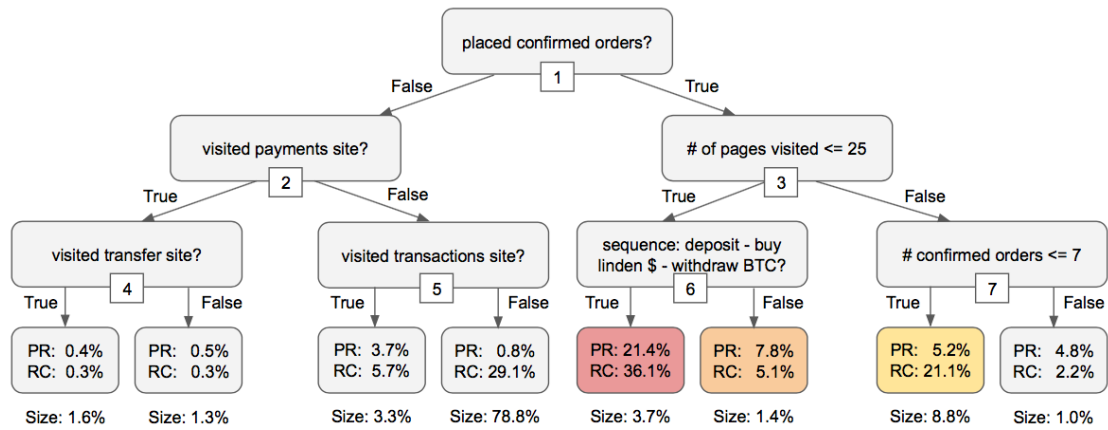 placed confirmed orders?
1
False
True
visited payments site?
2
# of pages visited <= 25
3
True
False
True
False
visited transfer site?
4
visited transactions site?
5
sequence: deposit - buy
linden $ - withdraw BTC?
6
# confirmed orders <= 7
7
True
False
True
False
True
False
True
False
PR: 0.4%
RC: 0.3%
PR: 0.5%
RC: 0.3%
PR: 3.7%
RC: 5.7%
PR: 0.8%
RC: 29.1%
PR: 21.4%
RC: 36.1%
PR: 7.8%
RC: 5.1%
PR: 5.2%
RC: 21.1%
PR: 4.8%
RC: 2.2%
Size: 1.6%
Size: 1.3%
Size: 3.3%
Size: 78.8%
Size: 3.7%
Size: 1.4%
Size: 8.8%
Size: 1.0%